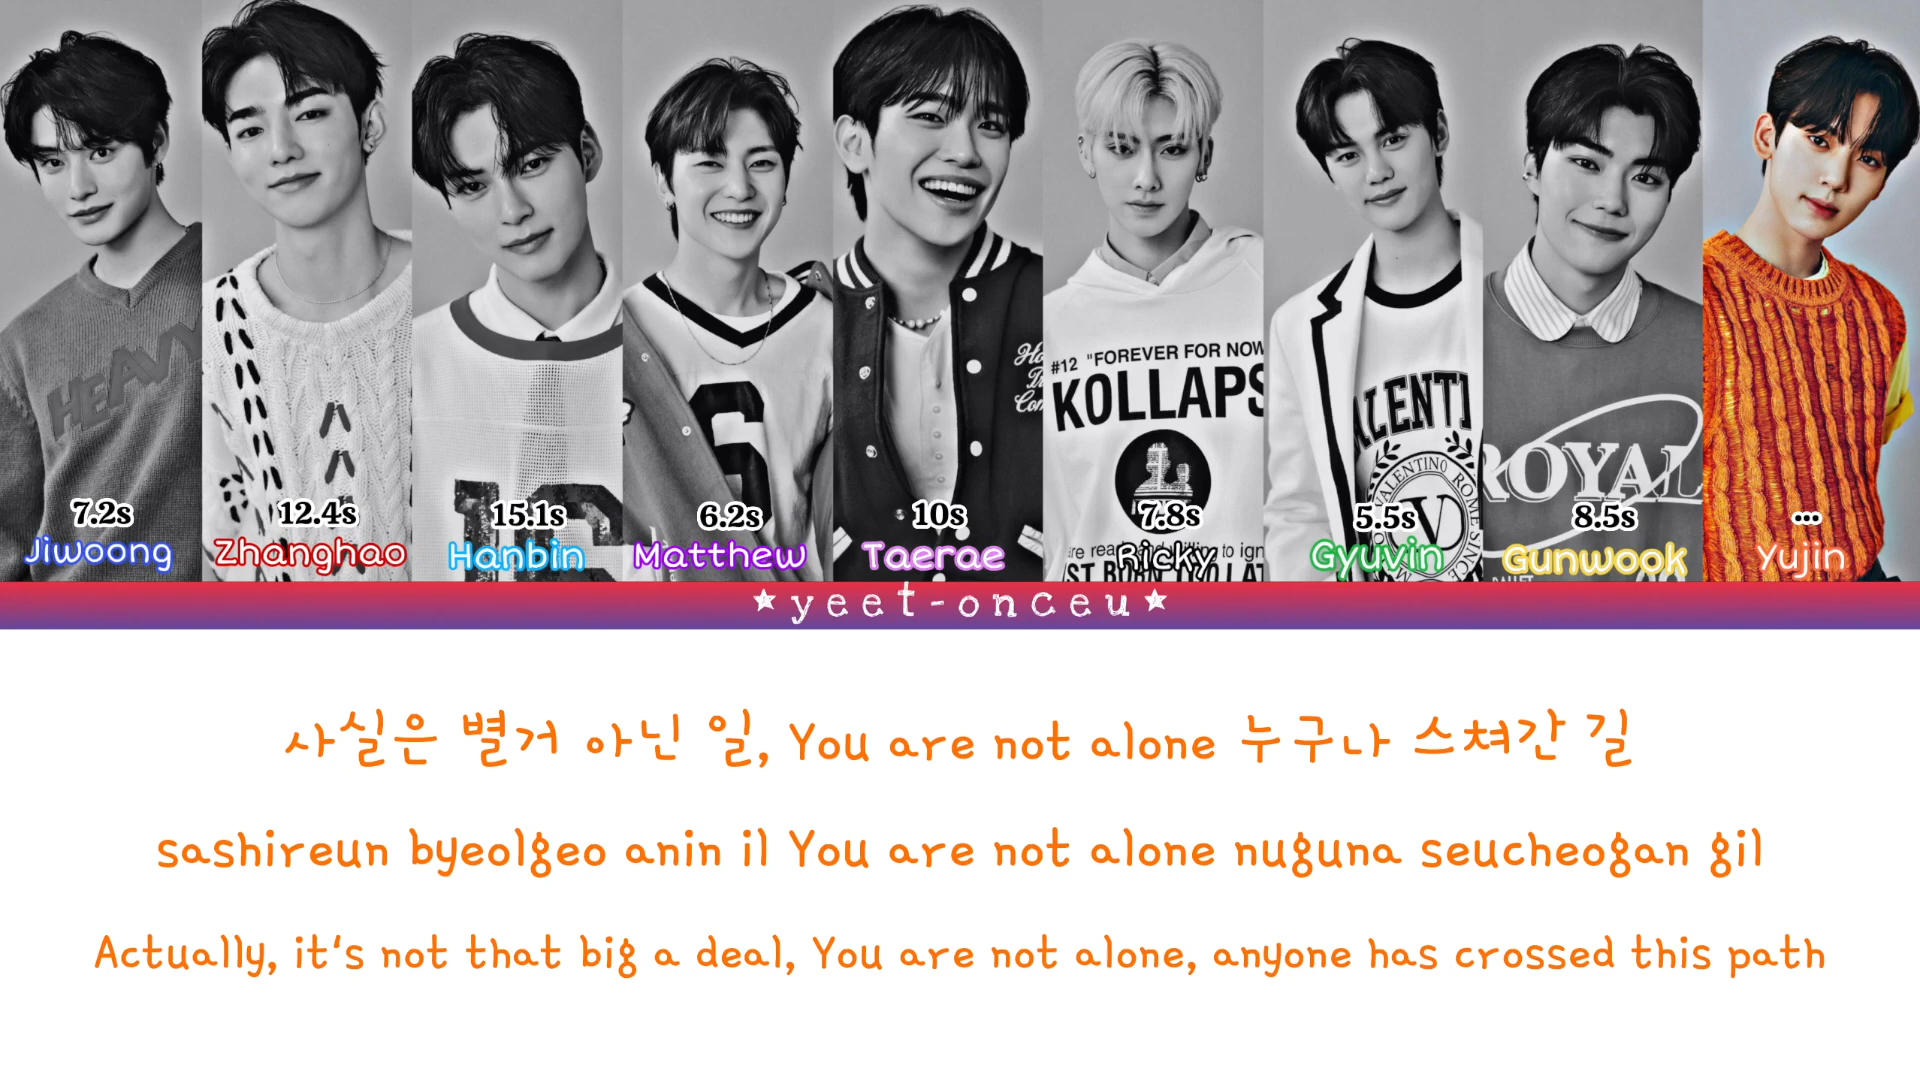 HEAVY
#12 "FOREVER FOR NOW
KOLLAPS
ALENTI
VALENTINO ROME SINCE
V
ROYAL
7.2s 12.4s 15.1s 6.2s 10s 7.8s 5.5s 8.5s ...
Jiwoong Zhanghao Hanbin Matthew Taerae Ricky Gyuvin Gunwook Yujin
★yeet-onceu★
사실은 별거 아닌 일, You are not alone 누구나 스쳐간 길
sashireun byeolgeo anin il You are not alone nuguna seucheogan gil
Actually, it's not that big a deal, You are not alone, anyone has crossed this path